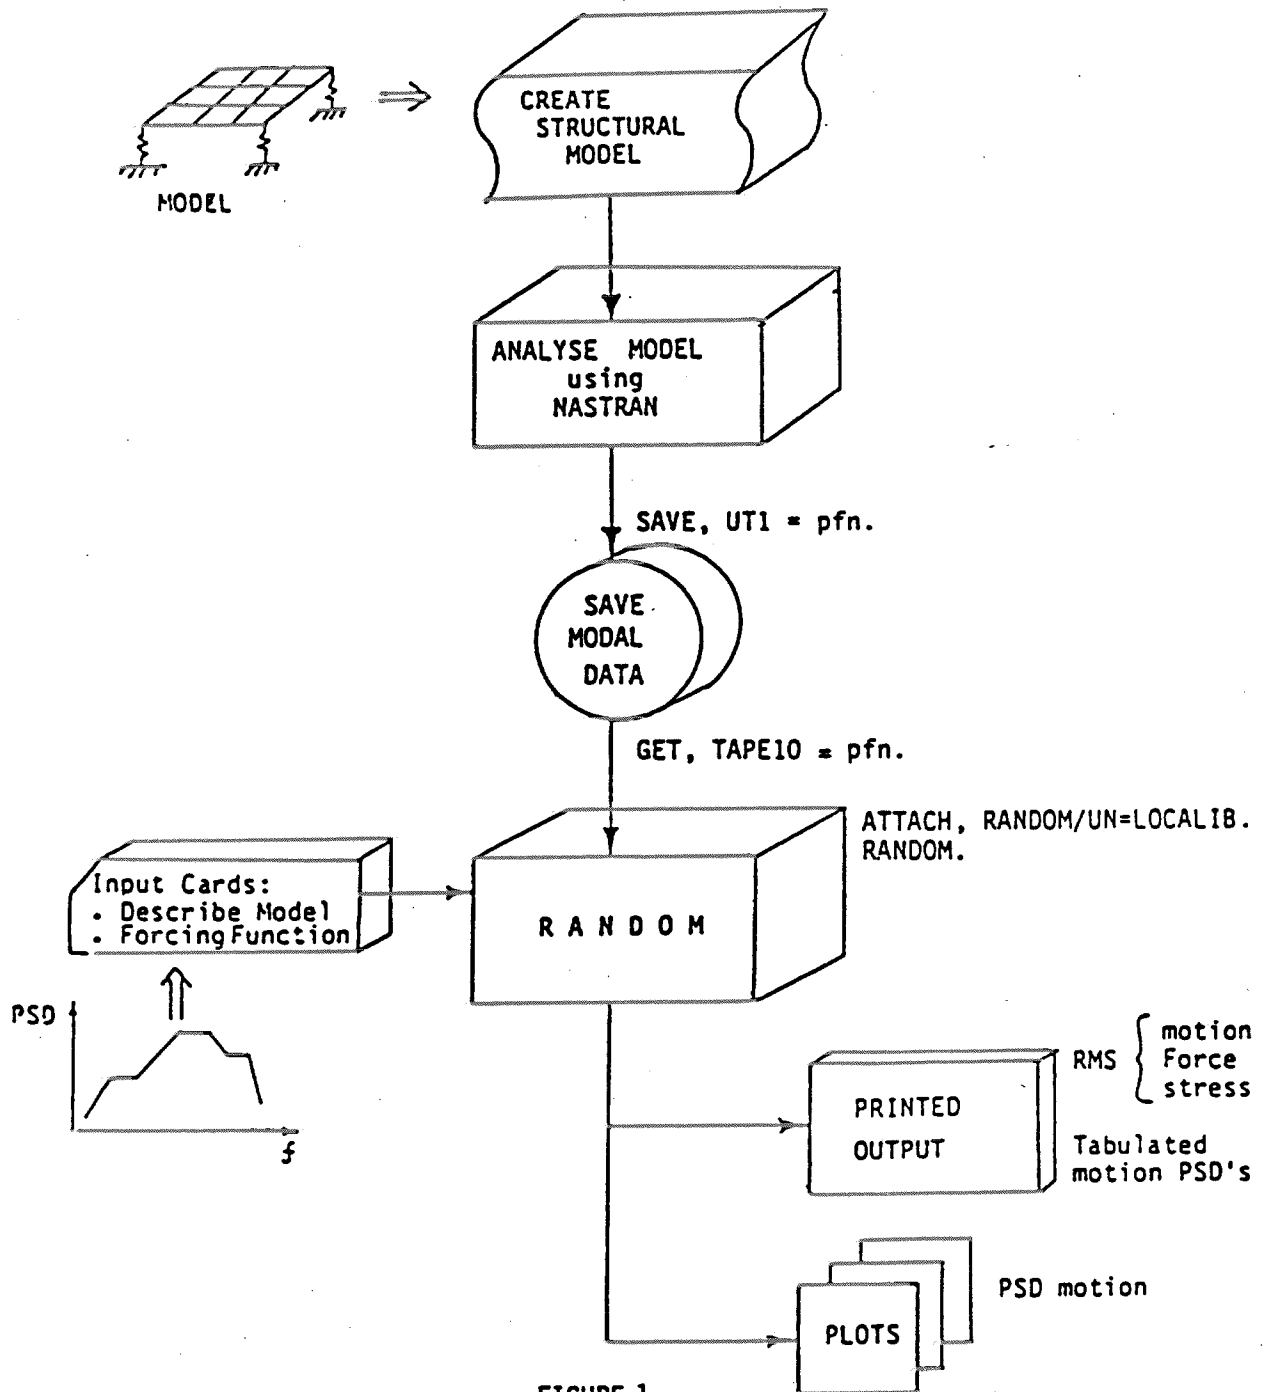 CREATE
STRUCTURAL
MODEL
MODEL
ANALYSE MODEL
using
NASTRAN
SAVE, UT1 = pfn.
SAVE
MODAL
DATA
GET, TAPE10 = pfn.
ATTACH, RANDOM/UN=LOCALIB.
RANDOM.
Input Cards:
• Describe Model
• Forcing Function
RANDOM
PSD
f
RMS
motion
Force
stress
PRINTED
OUTPUT
Tabulated
motion PSD's
PSD motion
PLOTS
FIGURE 1